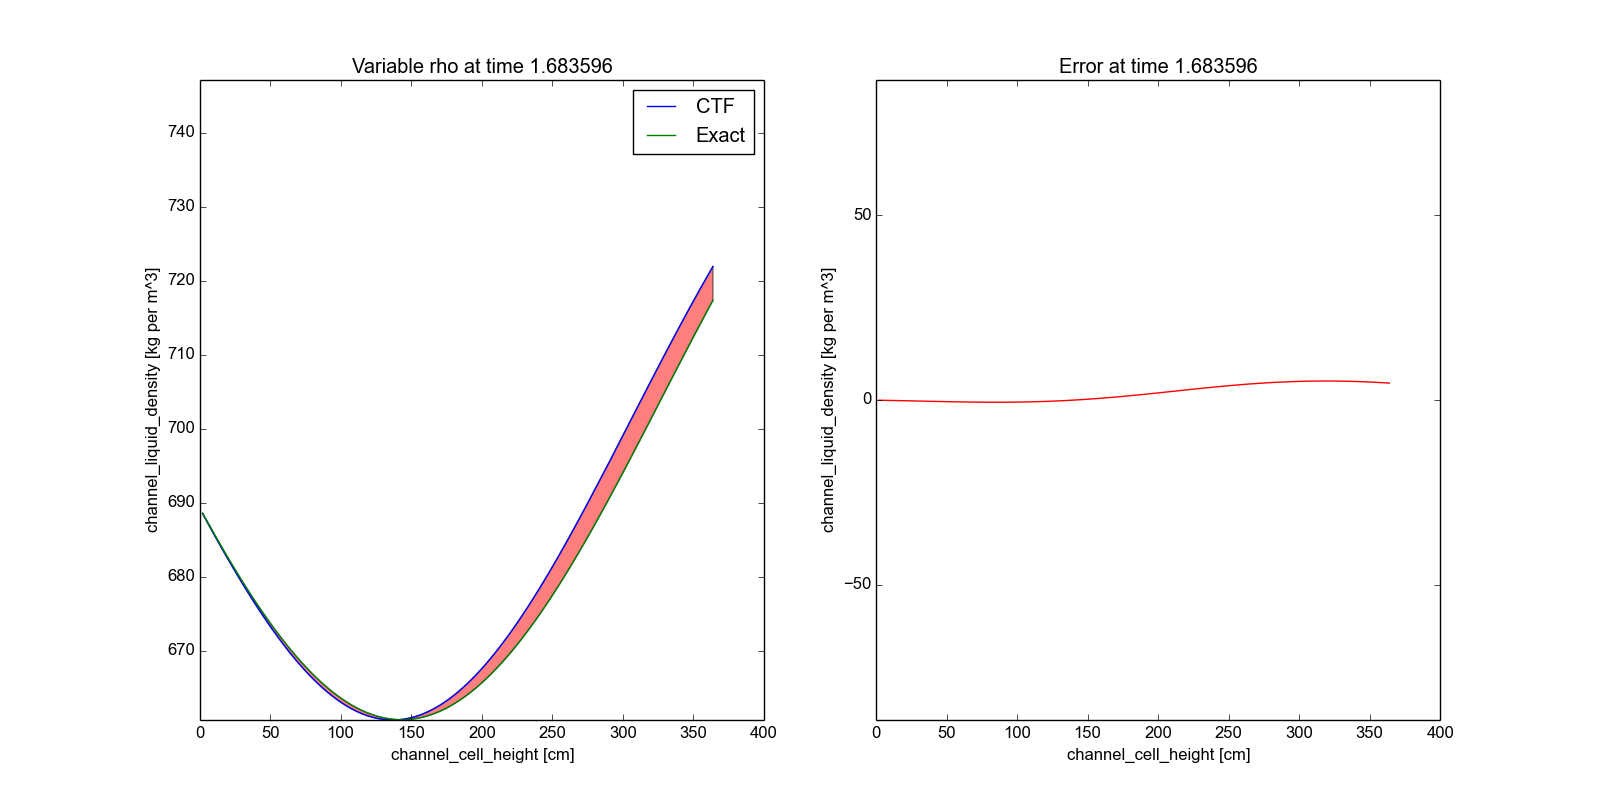 Variable rho at time 1.683596
CTF
Exact
740
730
720
710
700
690
680
670
channel_liquid_density [kg per m^3]
0 50 100 150 200 250 300 350 400
channel_cell_height [cm]
Error at time 1.683596
50
0
−50
channel_liquid_density [kg per m^3]
0 50 100 150 200 250 300 350 400
channel_cell_height [cm]